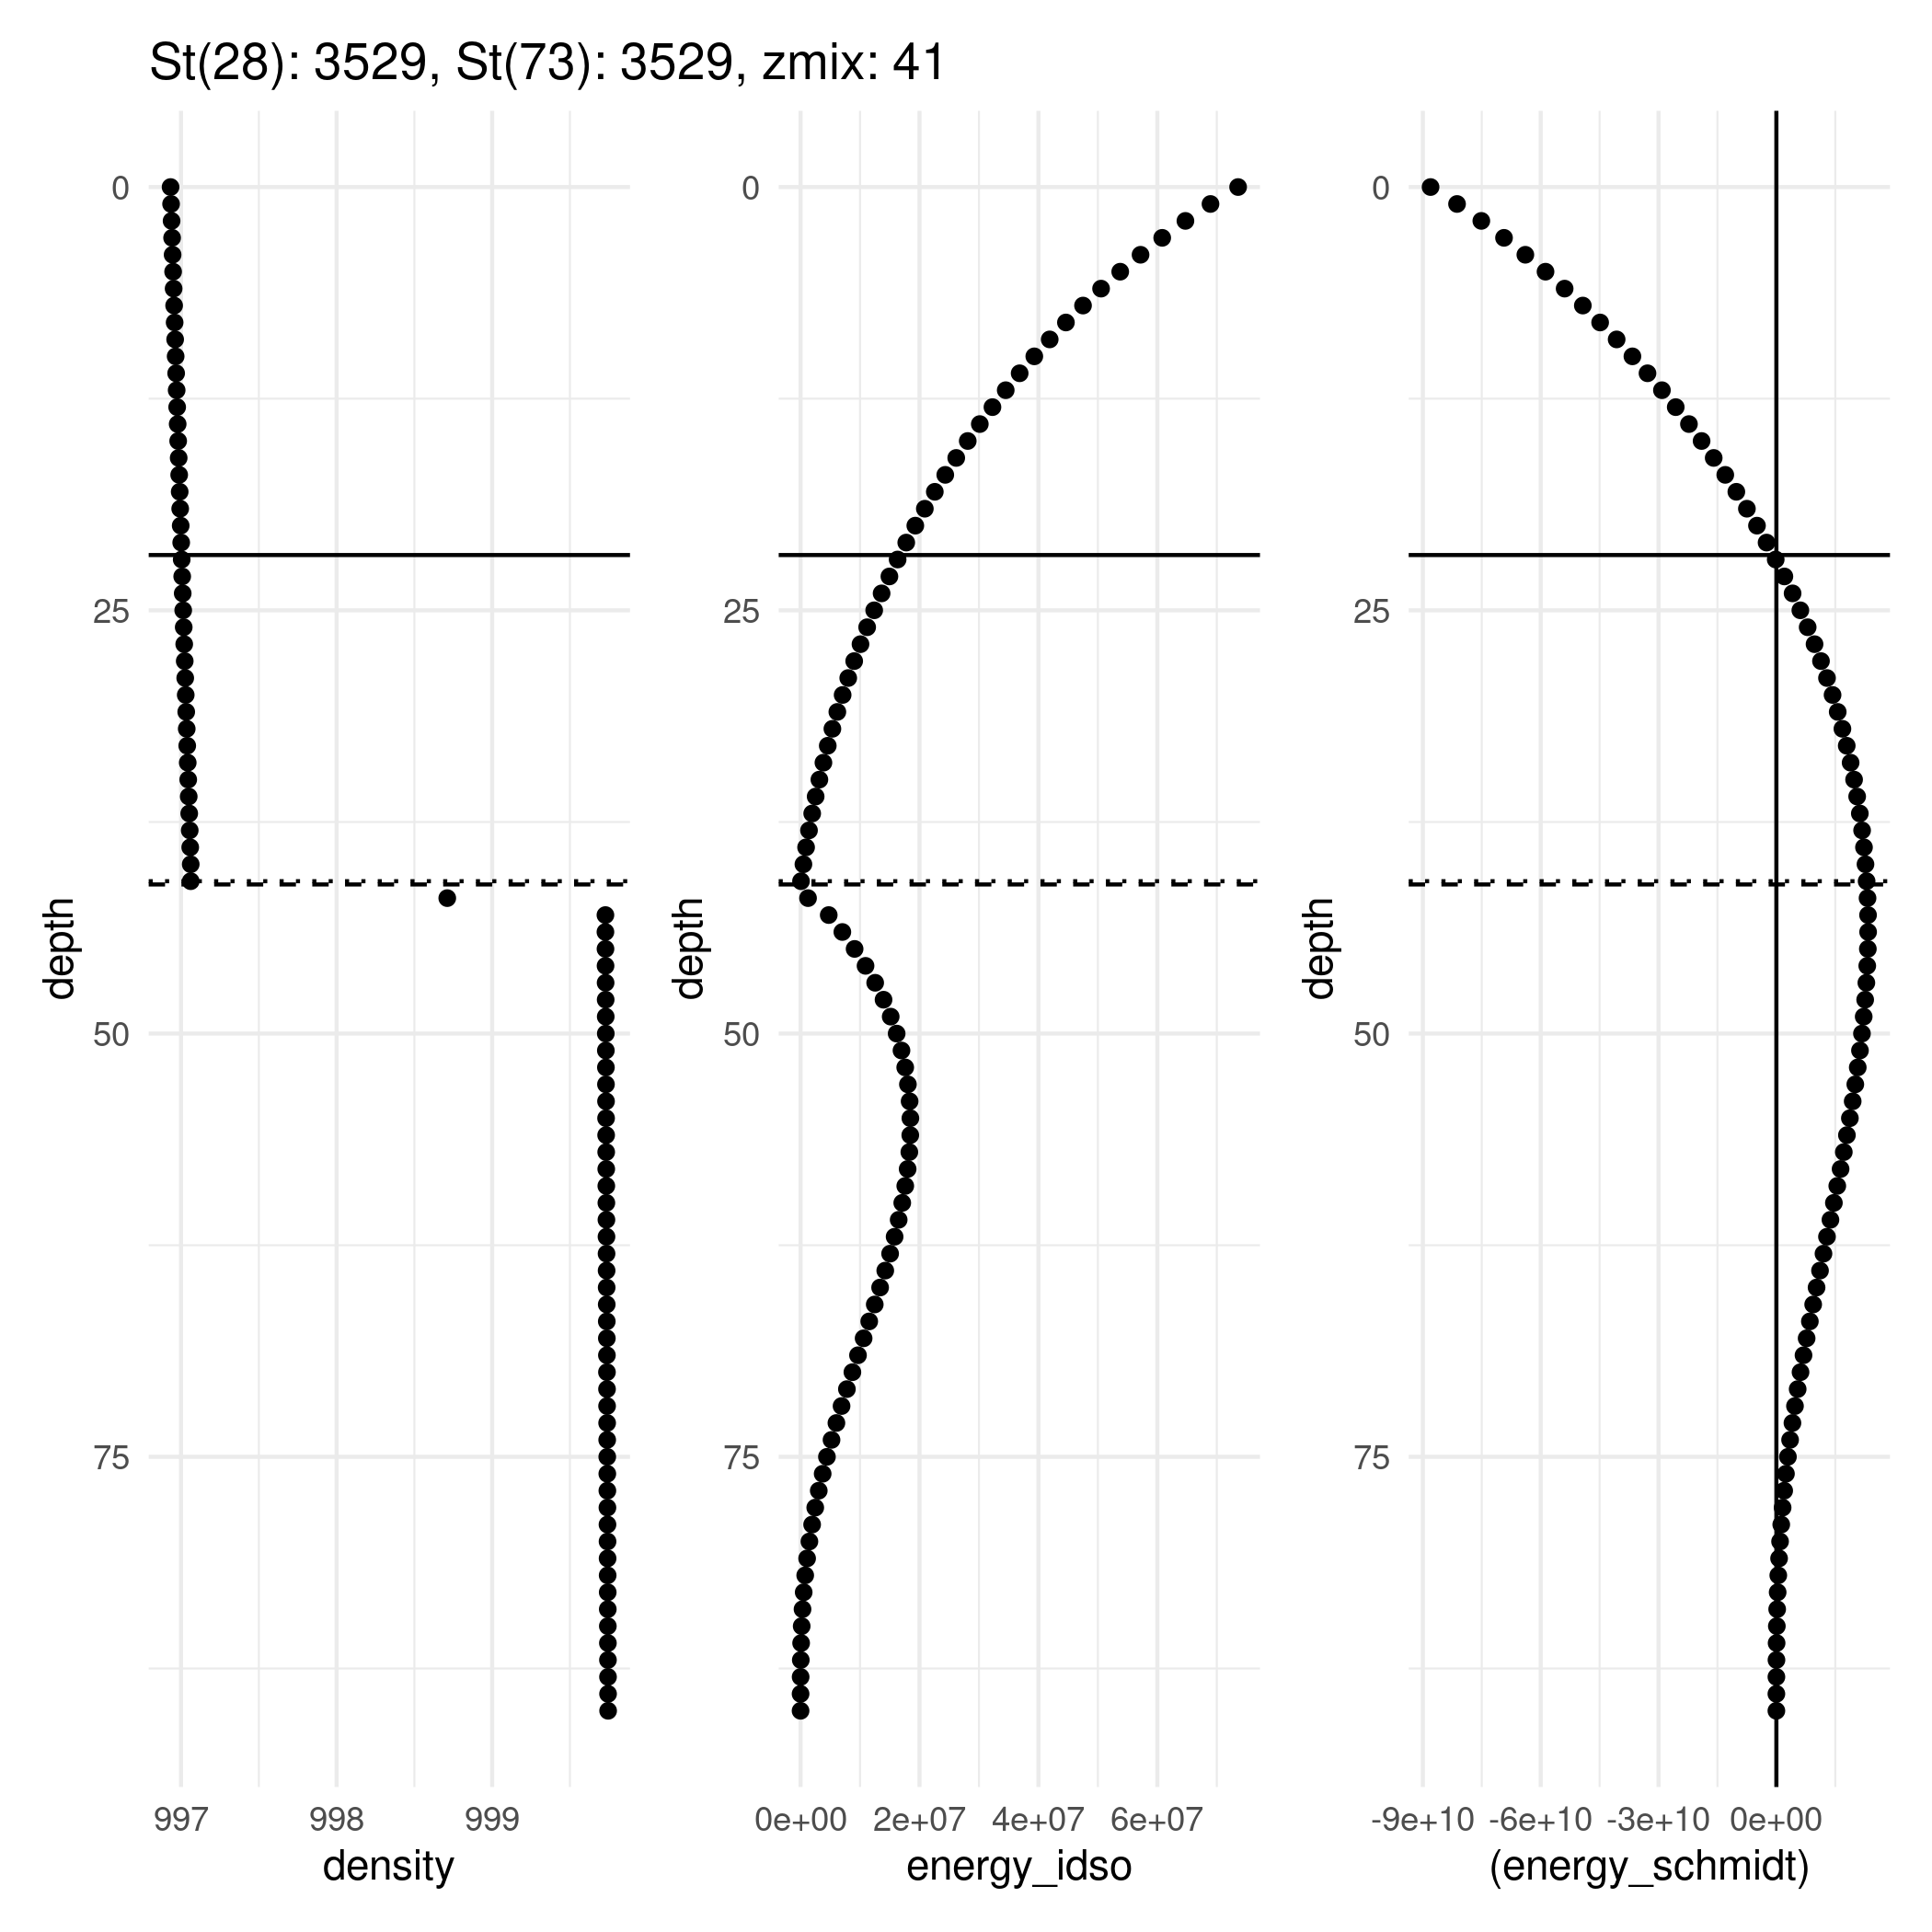 St(28): 3529, St(73): 3529, zmix: 41
0
25
50
75
depth
997
998
999
density
0
25
50
75
depth
0e+00
2e+07
4e+07
6e+07
energy_idso
0
25
50
75
depth
-9e+10
-6e+10
-3e+10
0e+00
(energy_schmidt)